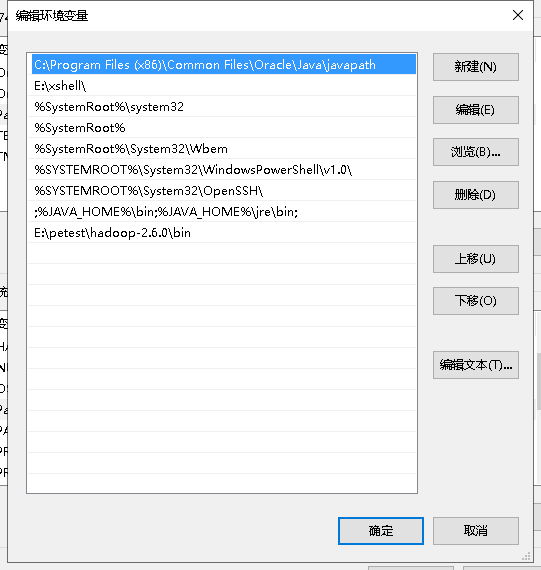 编辑环境变量
C:\Program Files (x86)\Common Files\Oracle\Java\javapath
E:\xshell\
%SystemRoot%\system32
%SystemRoot%
%SystemRoot%\System32\Wbem
%SYSTEMROOT%\System32\WindowsPowerShell\v1.0\
%SYSTEMROOT%\System32\OpenSSH\
;%JAVA_HOME%\bin;%JAVA_HOME%\jre\bin;
E:\petest\hadoop-2.6.0\bin
新建(N)
编辑(E)
浏览(B)...
删除(D)
上移(U)
下移(O)
编辑文本(T)...
确定
取消